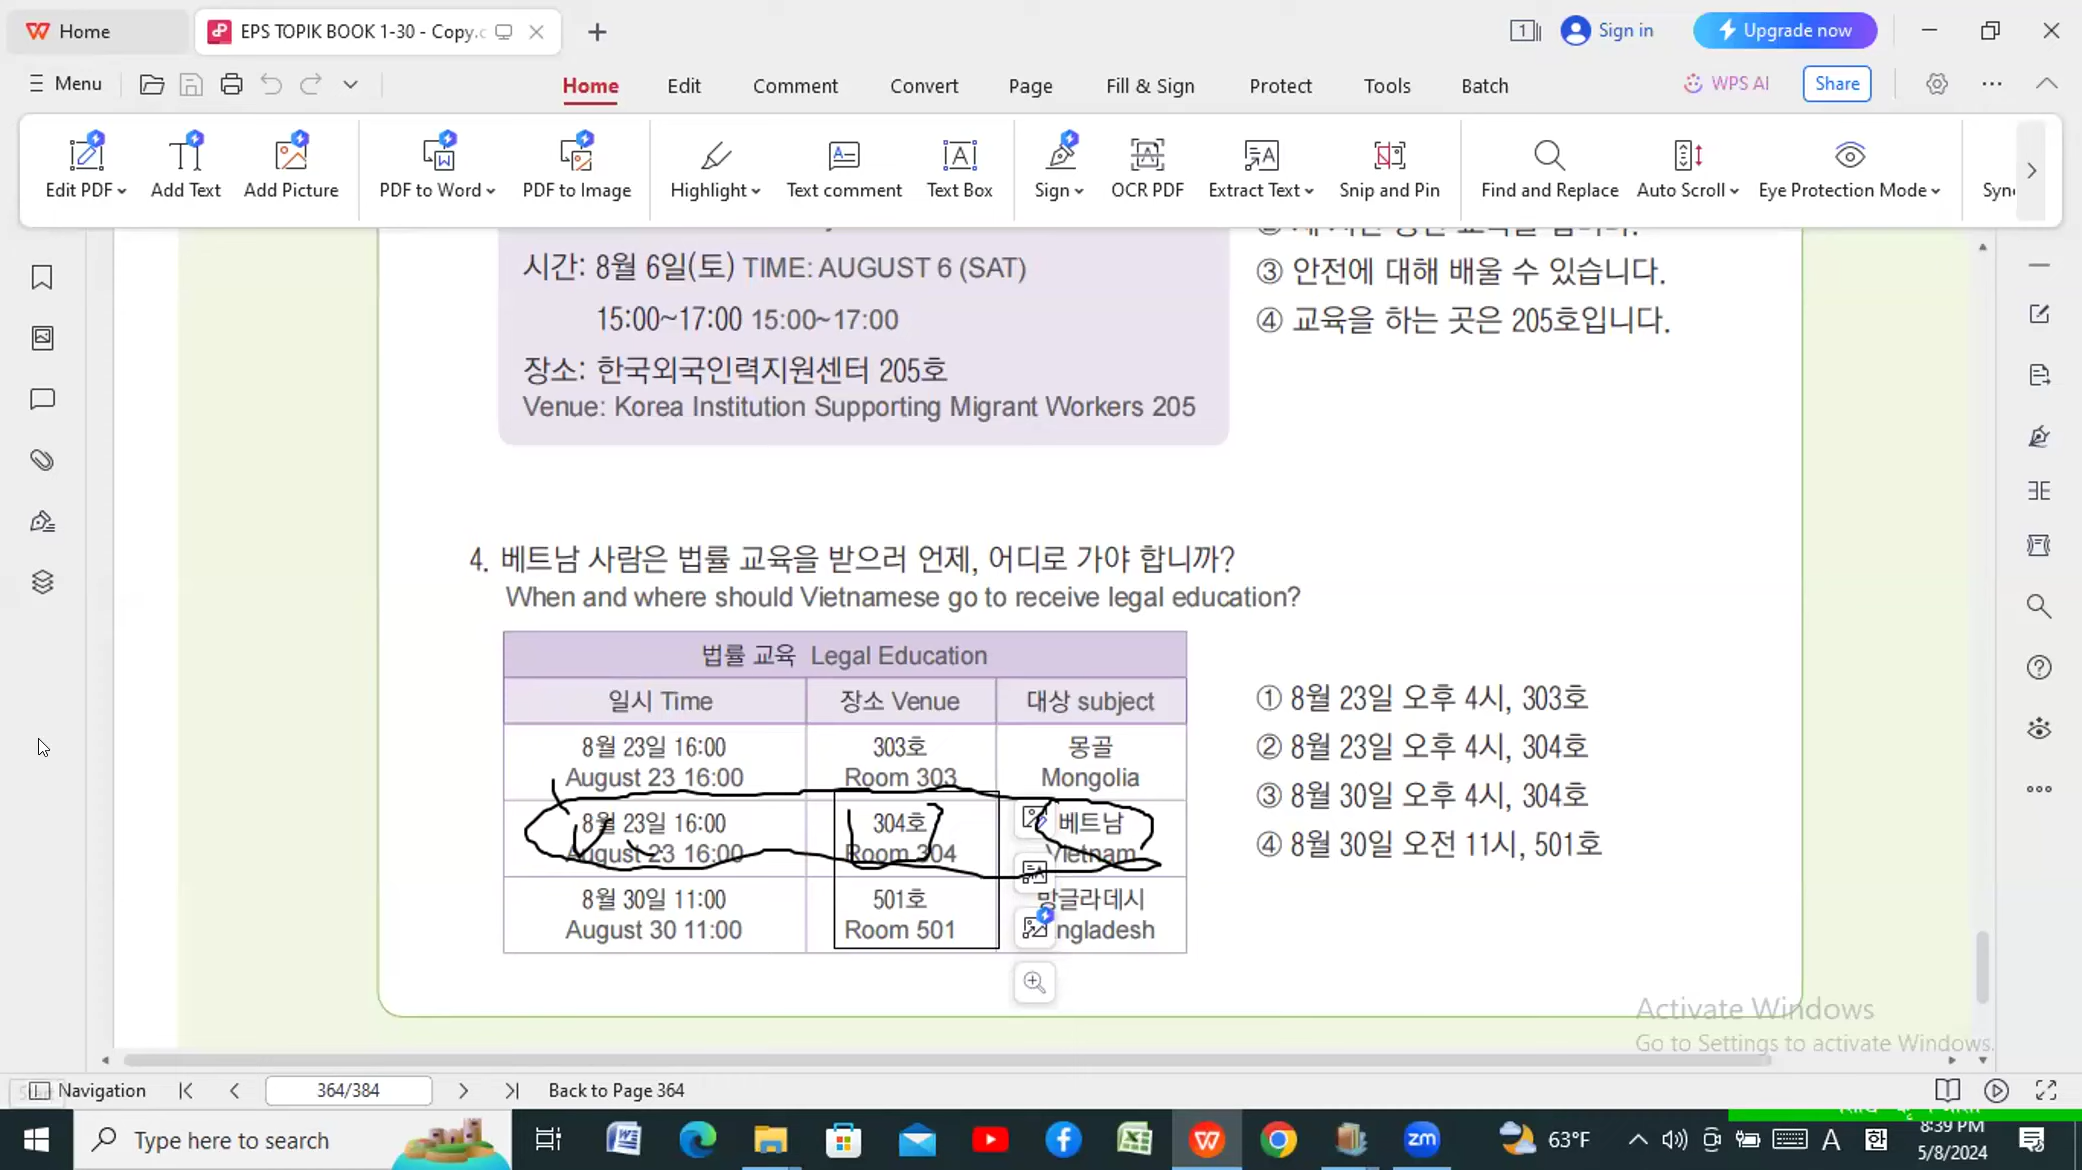 Home
EPS TOPIK BOOK 1-30 - Copy.c
Sign in
Upgrade now
Menu
Home Edit Comment Convert Page Fill & Sign Protect Tools Batch
WPS AI
Share
Edit PDF Add Text Add Picture PDF to Word PDF to Image Highlight Text comment Text Box Sign OCR PDF Extract Text Snip and Pin Find and Replace Auto Scroll Eye Protection Mode
시간: 8월 6일(토) TIME: AUGUST 6 (SAT)
15:00~17:00 15:00~17:00
장소: 한국외국인력지원센터 205호
Venue: Korea Institution Supporting Migrant Workers 205
③ 안전에 대해 배울 수 있습니다.
④ 교육을 하는 곳은 205호입니다.
4. 베트남 사람은 법률 교육을 받으러 언제, 어디로 가야 합니까?
When and where should Vietnamese go to receive legal education?
법률 교육 Legal Education
일시 Time 장소 Venue 대상 subject
8월 23일 16:00 303호 몽골
August 23 16:00 Room 303 Mongolia
8월 23일 16:00 304호 베트남
August 23 16:00 Room 304 Vietnam
8월 30일 11:00 501호 방글라데시
August 30 11:00 Room 501 ngladesh
① 8월 23일 오후 4시, 303호
② 8월 23일 오후 4시, 304호
③ 8월 30일 오후 4시, 304호
④ 8월 30일 오전 11시, 501호
Activate Windows
Go to Settings to activate Windows.
Navigation
364/384
Back to Page 364
Type here to search
zm
63°F
A
한
8:39 PM
5/8/2024